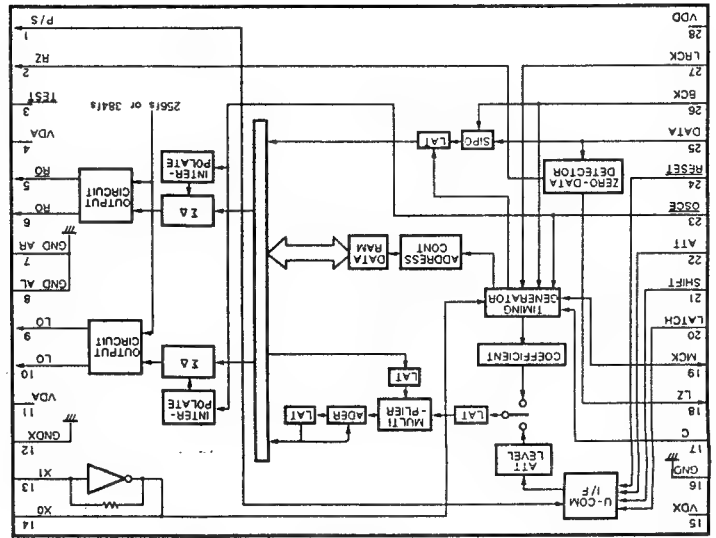 15
VDX
16
GND
17
C
18
LZ
19
MCK
20
LATCH
21
SHIFT
22
ATT
23
OSCE
24
RESET
25
DATA
26
BCK
27
LRCK
28
VDD
U-COM
I/F
ATT
LEVEL
COEFFICIENT
TIMING
GENERATOR
ZERO-DATA
DETECTOR
SIPO
LAT
LAT
MULTI
-PLIER
ADER
LAT
LAT
ADDRESS
CONT
DATA
RAM
INTER-
POLATE
ΣΔ
OUTPUT
CIRCUIT
ΣΔ
INTER-
POLATE
OUTPUT
CIRCUIT
256fs or 384fs
14
X0
13
X1
12
GNDX
11
VDA
10
LO
9
LO
8
GND AL
7
GND AR
6
RO
5
RO
4
VDA
3
TEST
2
RZ
1
P/S